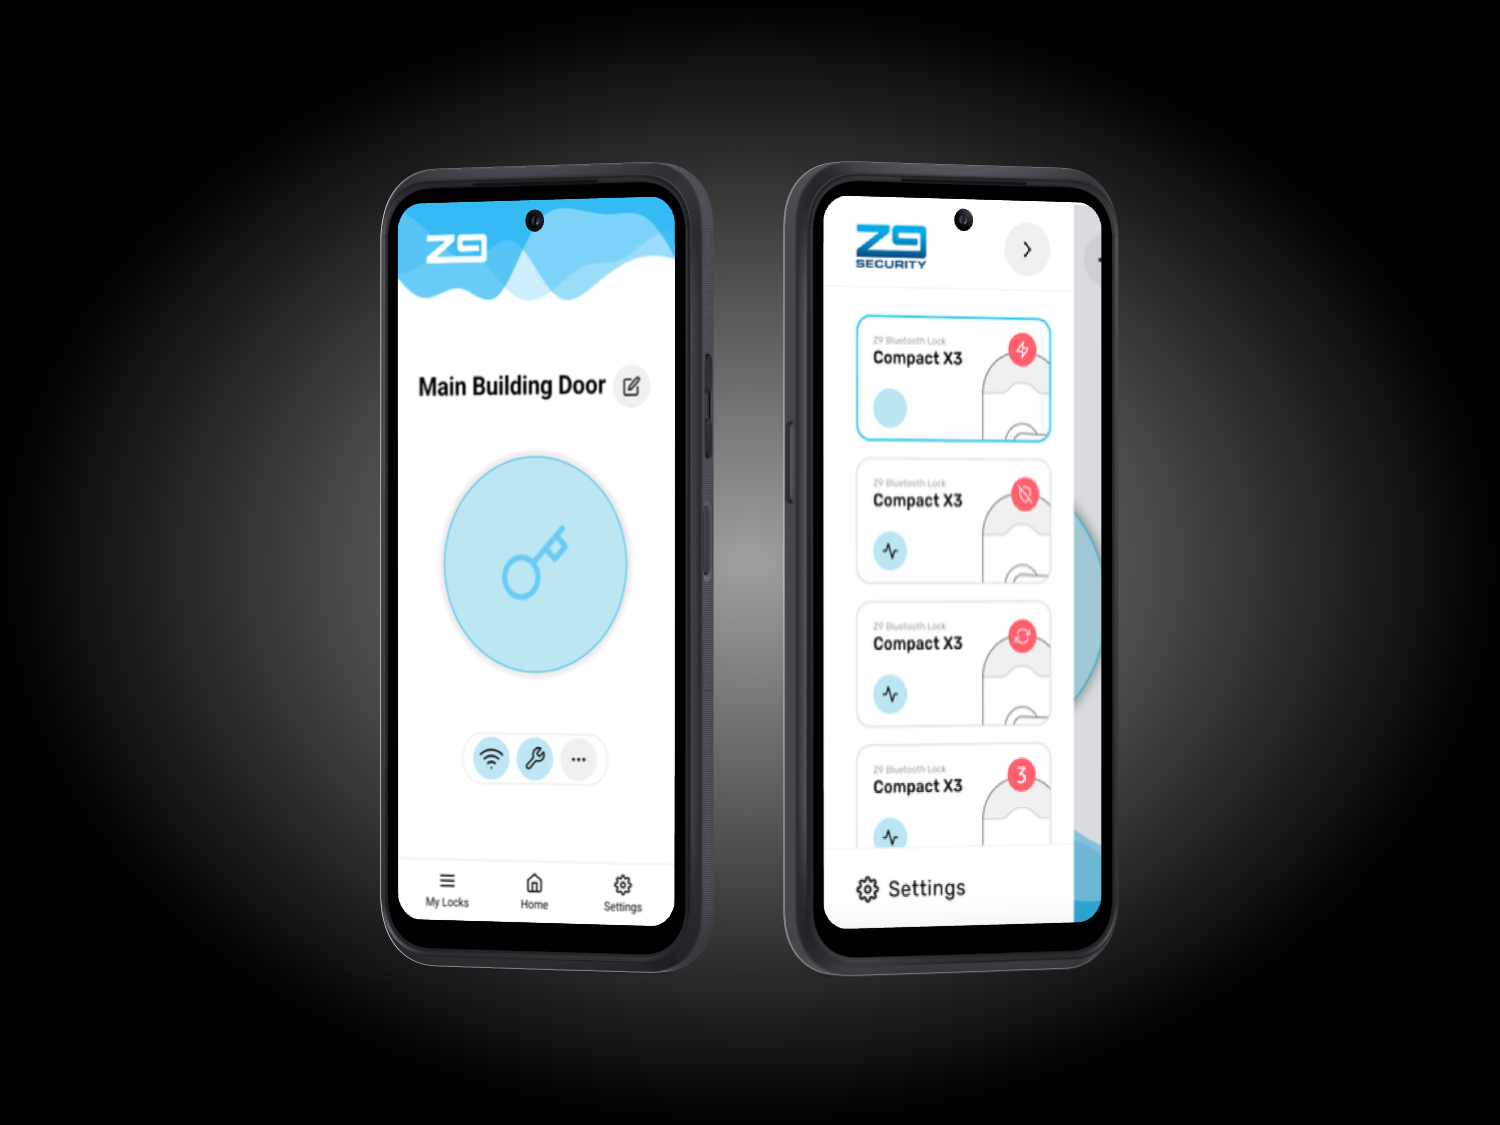 Z9
Main Building Door
My Locks
Home
Settings
Z9
SECURITY
Z9 Bluetooth Lock
Compact X3
Z9 Bluetooth Lock
Compact X3
Z9 Bluetooth Lock
Compact X3
Z9 Bluetooth Lock
Compact X3
3
Settings